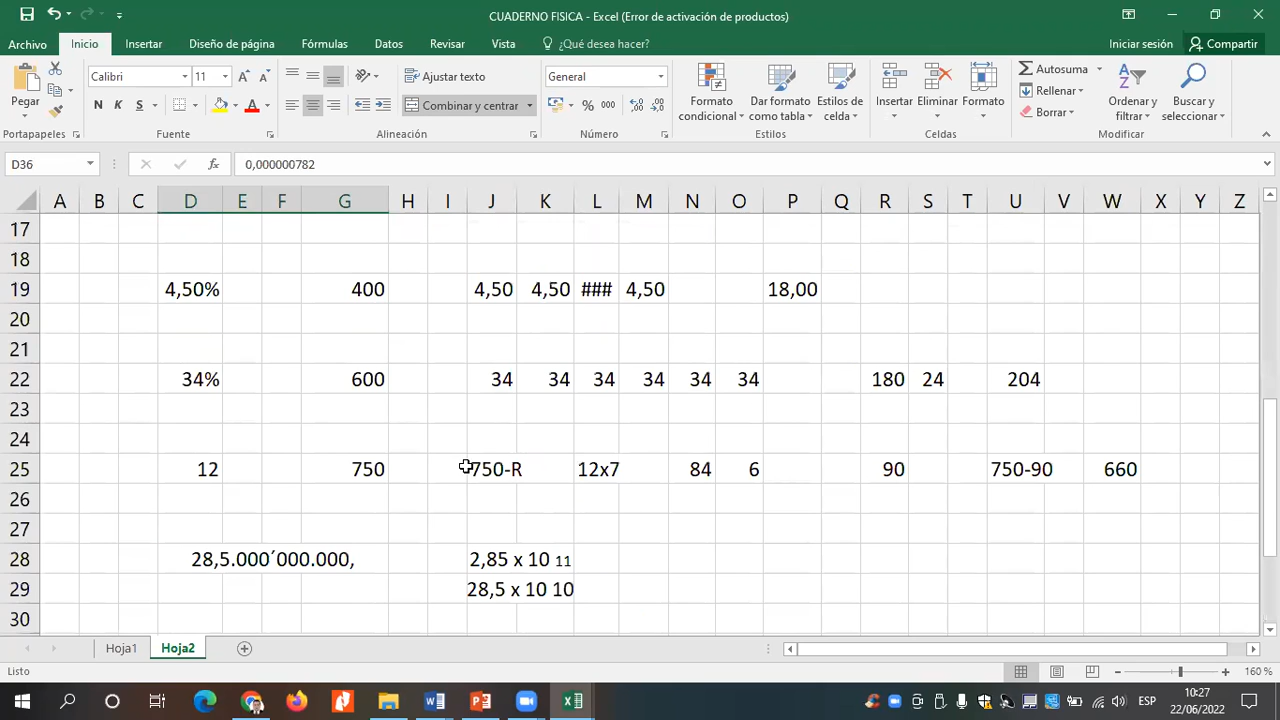 CUADERNO FISICA - Excel (Error de activación de productos)
Archivo Inicio Insertar Diseño de página Fórmulas Datos Revisar Vista ¿Qué desea hacer? Iniciar sesión Compartir
Pegar Calibri 11 Ajustar texto General Formato condicional Dar formato como tabla Estilos de celda Insertar Eliminar Formato Autosuma Ordenar y filtrar Buscar y seleccionar
N K S Combinar y centrar % 000 Rellenar
Borrar
Portapapeles Fuente Alineación Número Estilos Celdas Modificar
D36 fx 0,000000782
A B C D E F G H I J K L M N O P Q R S T U V W X Y Z
17
18
19 4,50% 400 4,50 4,50 ### 4,50 18,00
20
21
22 34% 600 34 34 34 34 34 34 180 24 204
23
24
25 12 750 750-R 12x7 84 6 90 750-90 660
26
27
28 28,5.000´000.000, 2,85 x 10 11
29 28,5 x 10 10
30
Hoja1 Hoja2
Listo 160 %
ESP 10:27
22/06/2022